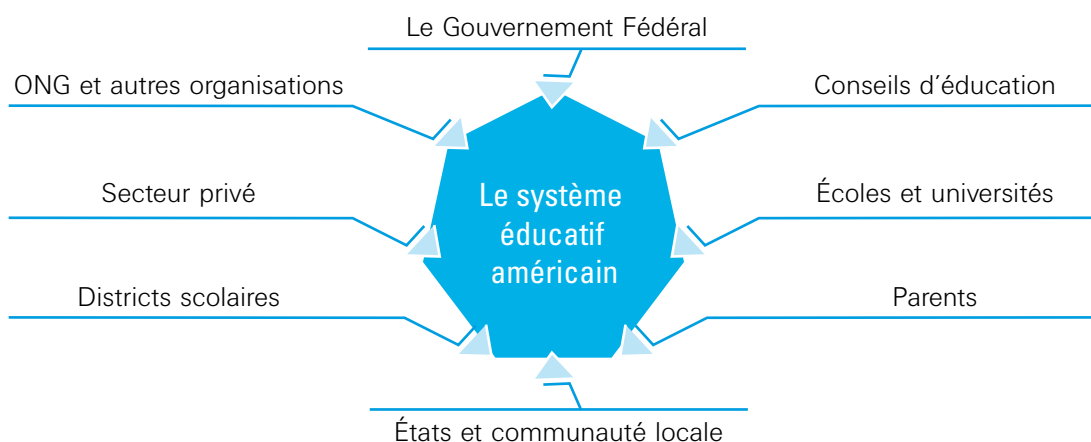 Le Gouvernement Fédéral
ONG et autres organisations
Conseils d'éducation
Secteur privé
Le système
éducatif
américain
Écoles et universités
Districts scolaires
Parents
États et communauté locale